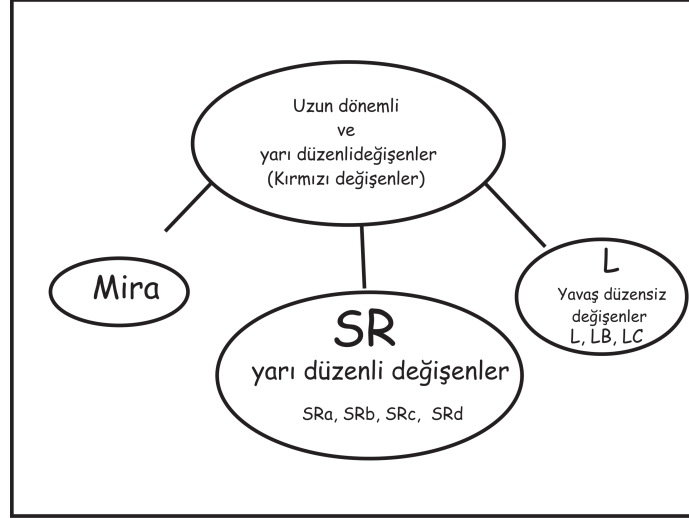 Uzun dönemli
ve
yarı düzenlideğişenler
(Kırmızı değişenler)
Mira
SR
yarı düzenli değişenler
SRa, SRb, SRc, SRd
L
Yavaş düzensiz
değişenler
L, LB, LC